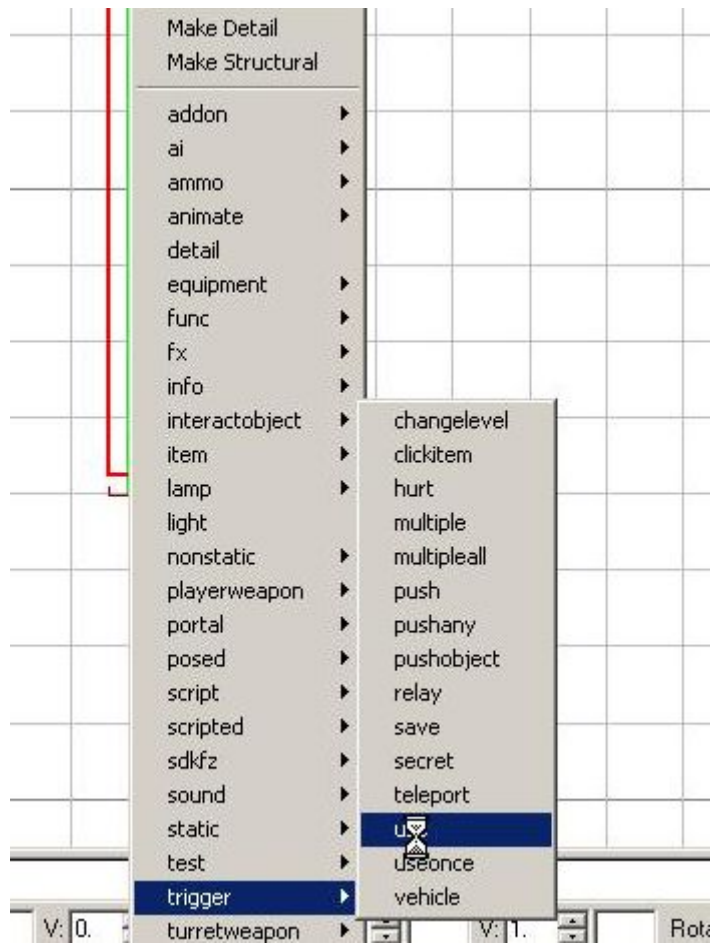 Make Detail
Make Structural
addon
ai
ammo
animate
detail
equipment
func
fx
info
interactobject
item
lamp
light
nonstatic
playerweapon
portal
posed
script
scripted
sdkfz
sound
static
test
trigger
turretweapon
changelevel
clickitem
hurt
multiple
multipleall
push
pushany
pushobject
relay
save
secret
teleport
useonce
vehicle
V: 0.
V: 1.